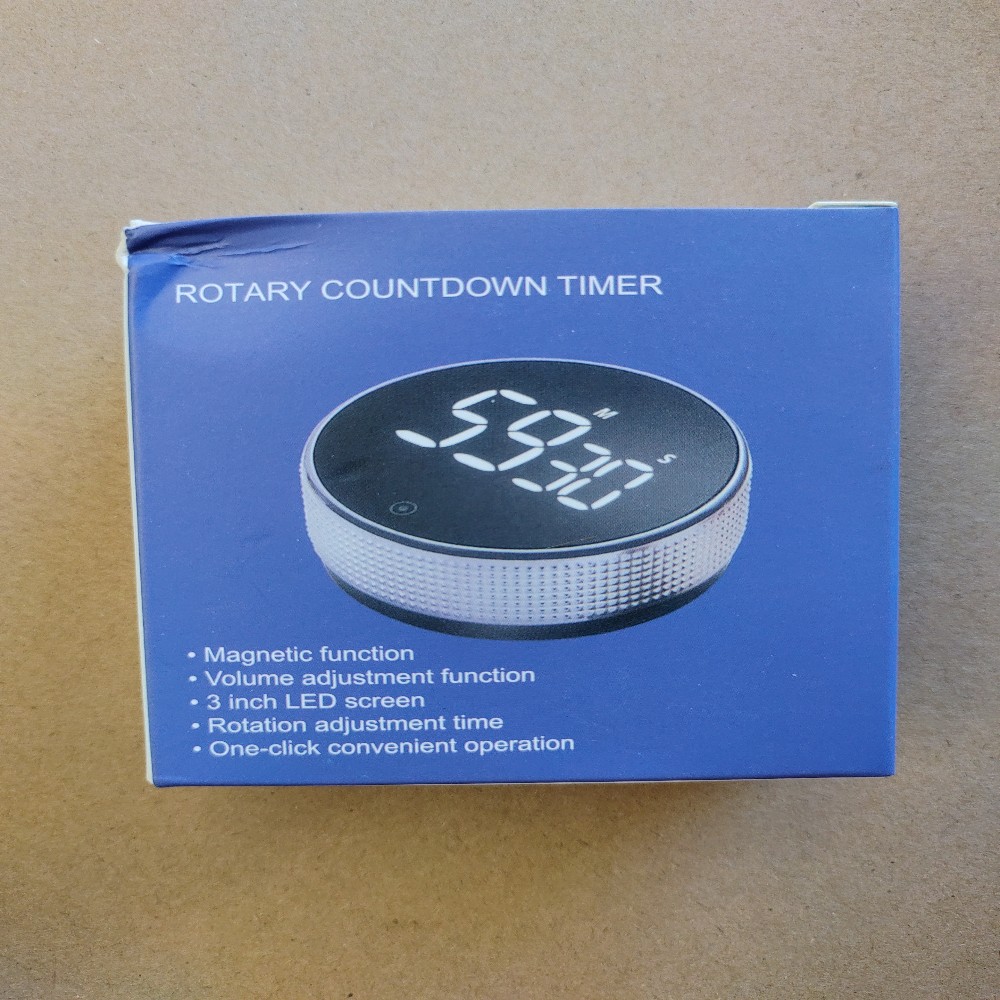 ROTARY COUNTDOWN TIMER
59 M
30 S
• Magnetic function
• Volume adjustment function
• 3 inch LED screen
• Rotation adjustment time
• One-click convenient operation